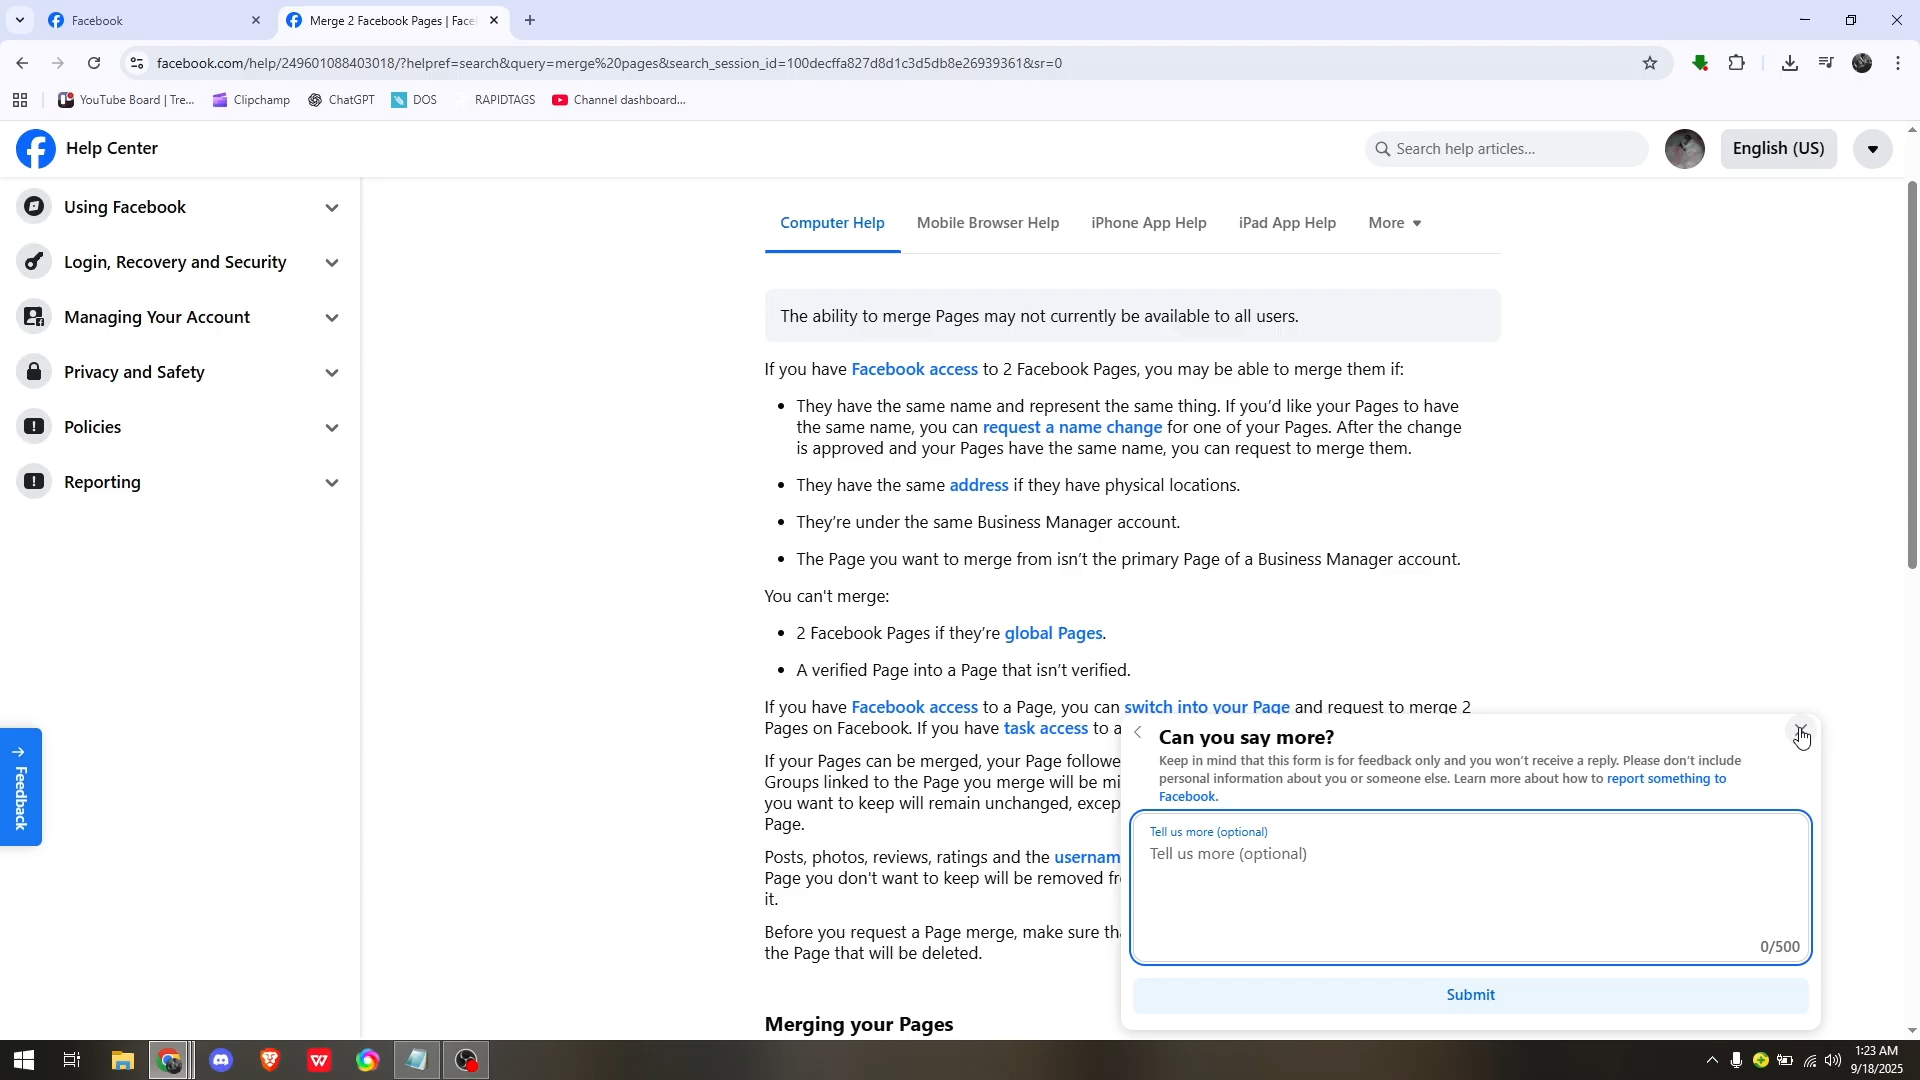 Facebook
Merge 2 Facebook Pages | Face
facebook.com/help/249601088403018/?helpref=search&query=merge%20pages&search_session_id=100decffa827d8d1c3d5db8e26939361&sr=0
YouTube Board | Tre...
Clipchamp
ChatGPT
DOS
RAPIDTAGS
Channel dashboard...
Help Center
Search help articles...
English (US)
Using Facebook
Login, Recovery and Security
Managing Your Account
Privacy and Safety
Policies
Reporting
Feedback
Computer Help
Mobile Browser Help
iPhone App Help
iPad App Help
More
The ability to merge Pages may not currently be available to all users.
If you have Facebook access to 2 Facebook Pages, you may be able to merge them if:
• They have the same name and represent the same thing. If you’d like your Pages to have
the same name, you can request a name change for one of your Pages. After the change
is approved and your Pages have the same name, you can request to merge them.
• They have the same address if they have physical locations.
• They’re under the same Business Manager account.
• The Page you want to merge from isn’t the primary Page of a Business Manager account.
You can't merge:
• 2 Facebook Pages if they’re global Pages.
• A verified Page into a Page that isn’t verified.
If you have Facebook access to a Page, you can switch into your Page and request to merge 2
Pages on Facebook. If you have task access to a
If your Pages can be merged, your Page followe
Groups linked to the Page you merge will be mi
you want to keep will remain unchanged, excep
Page.
Posts, photos, reviews, ratings and the usernam
Page you don't want to keep will be removed fr
it.
Before you request a Page merge, make sure tha
the Page that will be deleted.
Merging your Pages
Can you say more?
Keep in mind that this form is for feedback only and you won’t receive a reply. Please don’t include
personal information about you or someone else. Learn more about how to report something to
Facebook.
Tell us more (optional)
Tell us more (optional)
0/500
Submit
1:23 AM
9/18/2025